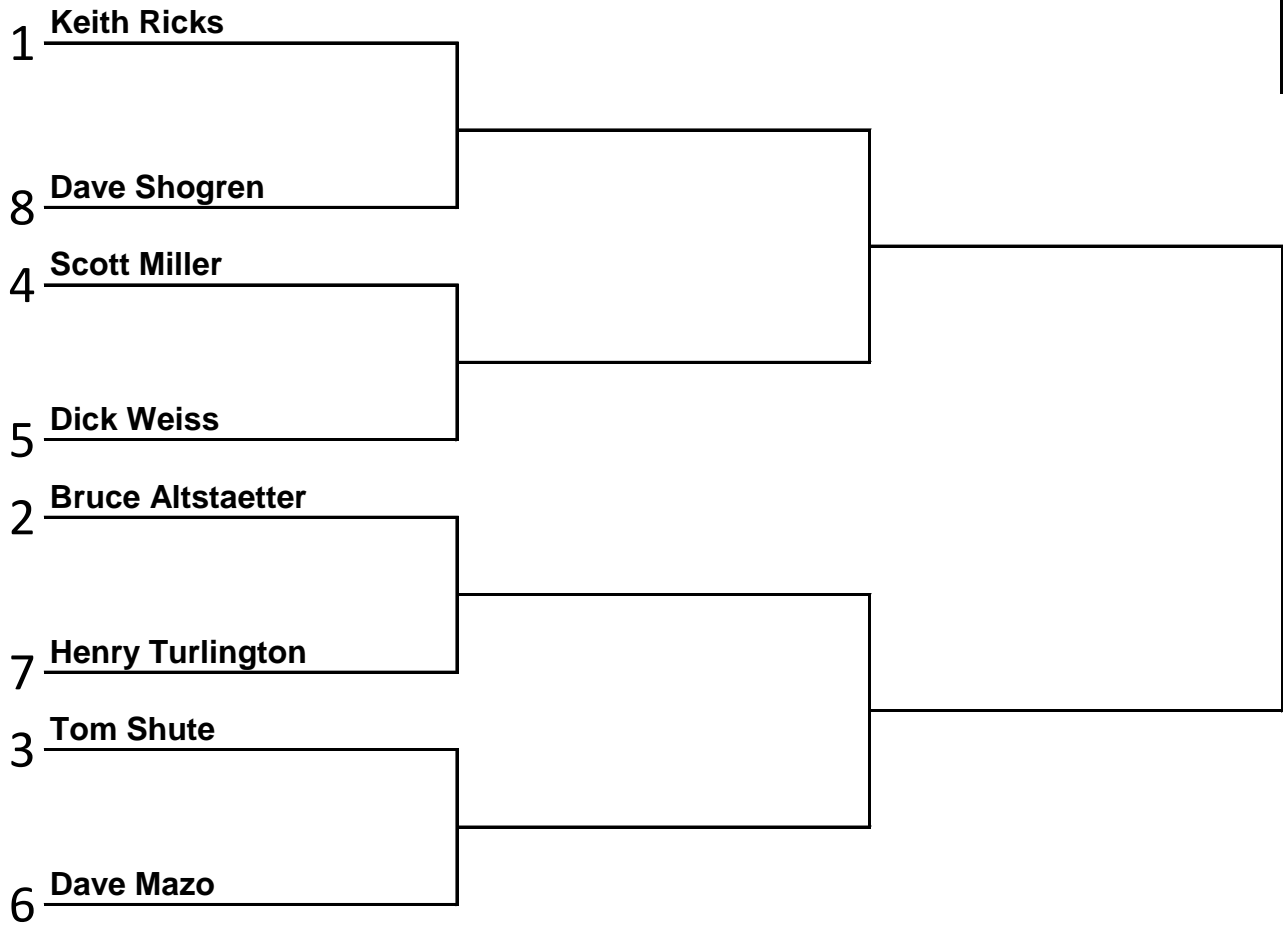 Keith Ricks
1
Dave Shogren
8
Scott Miller
4
Dick Weiss
5
Bruce Altstaetter
2
Henry Turlington
7
Tom Shute
3
Dave Mazo
6